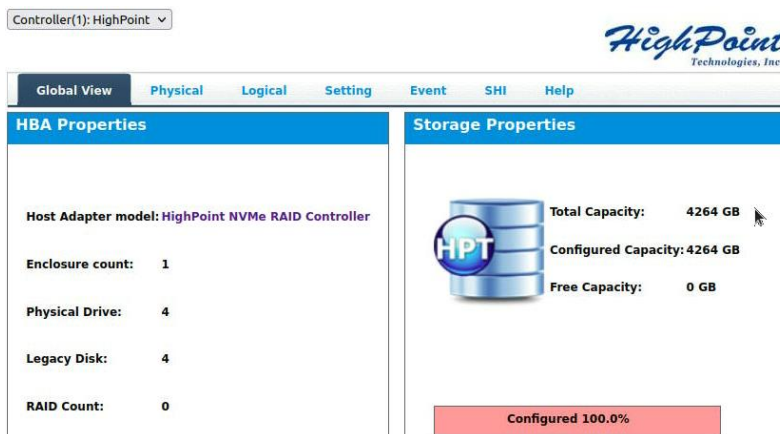 Controller(1): HighPoint
HighPoint
Technologies, Inc
Global View Physical Logical Setting Event SHI Help
HBA Properties
Host Adapter model: HighPoint NVMe RAID Controller
Enclosure count: 1
Physical Drive: 4
Legacy Disk: 4
RAID Count: 0
Storage Properties
HPT
Total Capacity: 4264 GB
Configured Capacity: 4264 GB
Free Capacity: 0 GB
Configured 100.0%